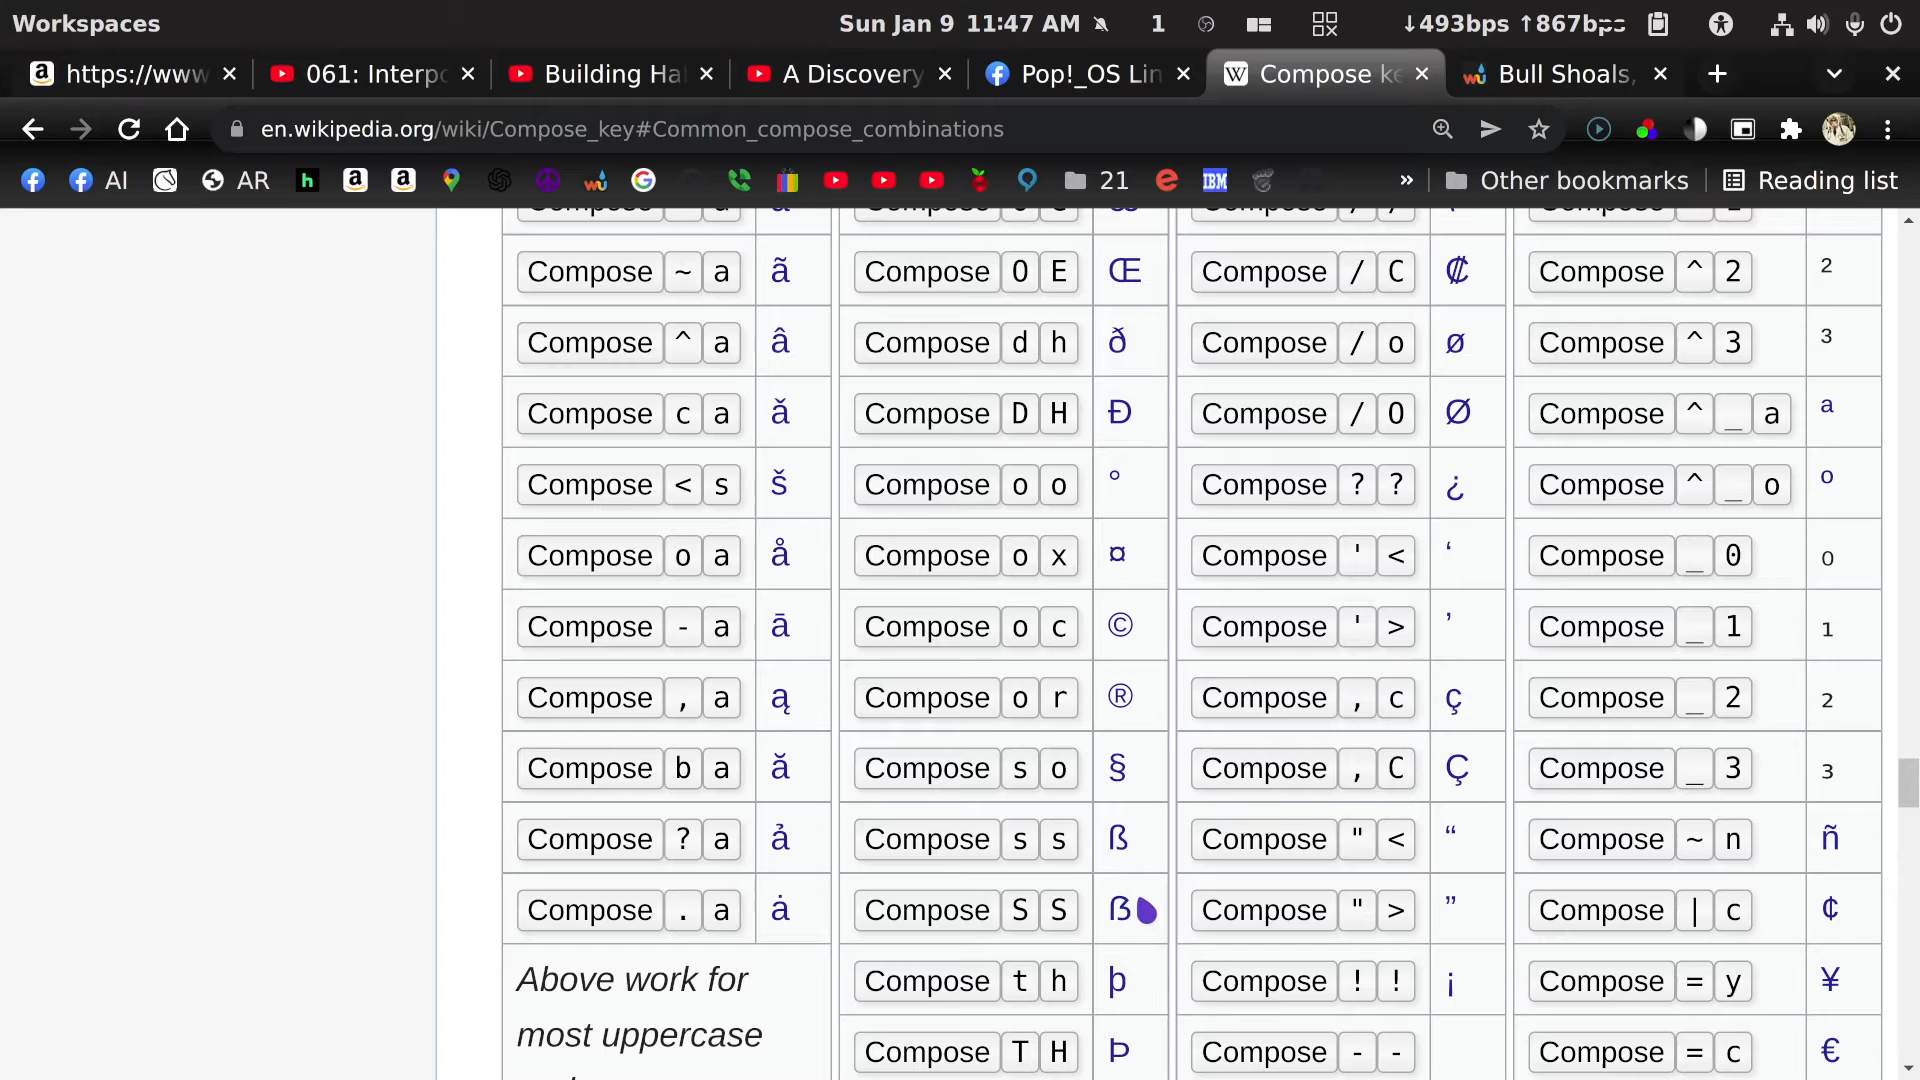 Workspaces
Sun Jan 9 11:47 AM
1
↓493bps ↑867bps
https://www
061: Interpo
Building Ha
A Discovery
Pop!_OS Lin
Compose ke
Bull Shoals,
en.wikipedia.org/wiki/Compose_key#Common_compose_combinations
AI
AR
21
IBM
»
Other bookmarks
Reading list
Compose ~ a ã Compose O E Œ Compose / C ₡ Compose ^ 2 ²
Compose ^ a â Compose d h ð Compose / o ø Compose ^ 3 ³
Compose c a ǎ Compose D H Ð Compose / O Ø Compose ^ _ a ª
Compose < s š Compose o o ° Compose ? ? ¿ Compose ^ _ o º
Compose o a å Compose o x ¤ Compose ' < ‘ Compose _ 0 ₀
Compose - a ā Compose o c © Compose ' > ’ Compose _ 1 ₁
Compose , a ą Compose o r ® Compose , c ç Compose _ 2 ₂
Compose b a ă Compose s o § Compose , C Ç Compose _ 3 ₃
Compose ? a ả Compose s s ß Compose " < “ Compose ~ n ñ
Compose . a ȧ Compose S S ẞ Compose " > ” Compose | c ¢
Above work for
most uppercase
Compose t h þ Compose ! ! ¡ Compose = y ¥
Compose T H Þ Compose - - Compose = c €